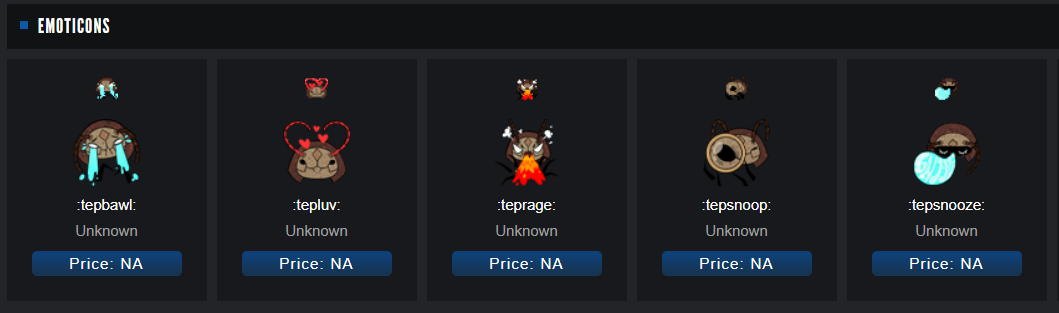 EMOTICONS
:tepbawl: :tepluv: :teprage: :tepsnoop: :tepsnooze:
Unknown Unknown Unknown Unknown Unknown
Price: NA Price: NA Price: NA Price: NA Price: NA